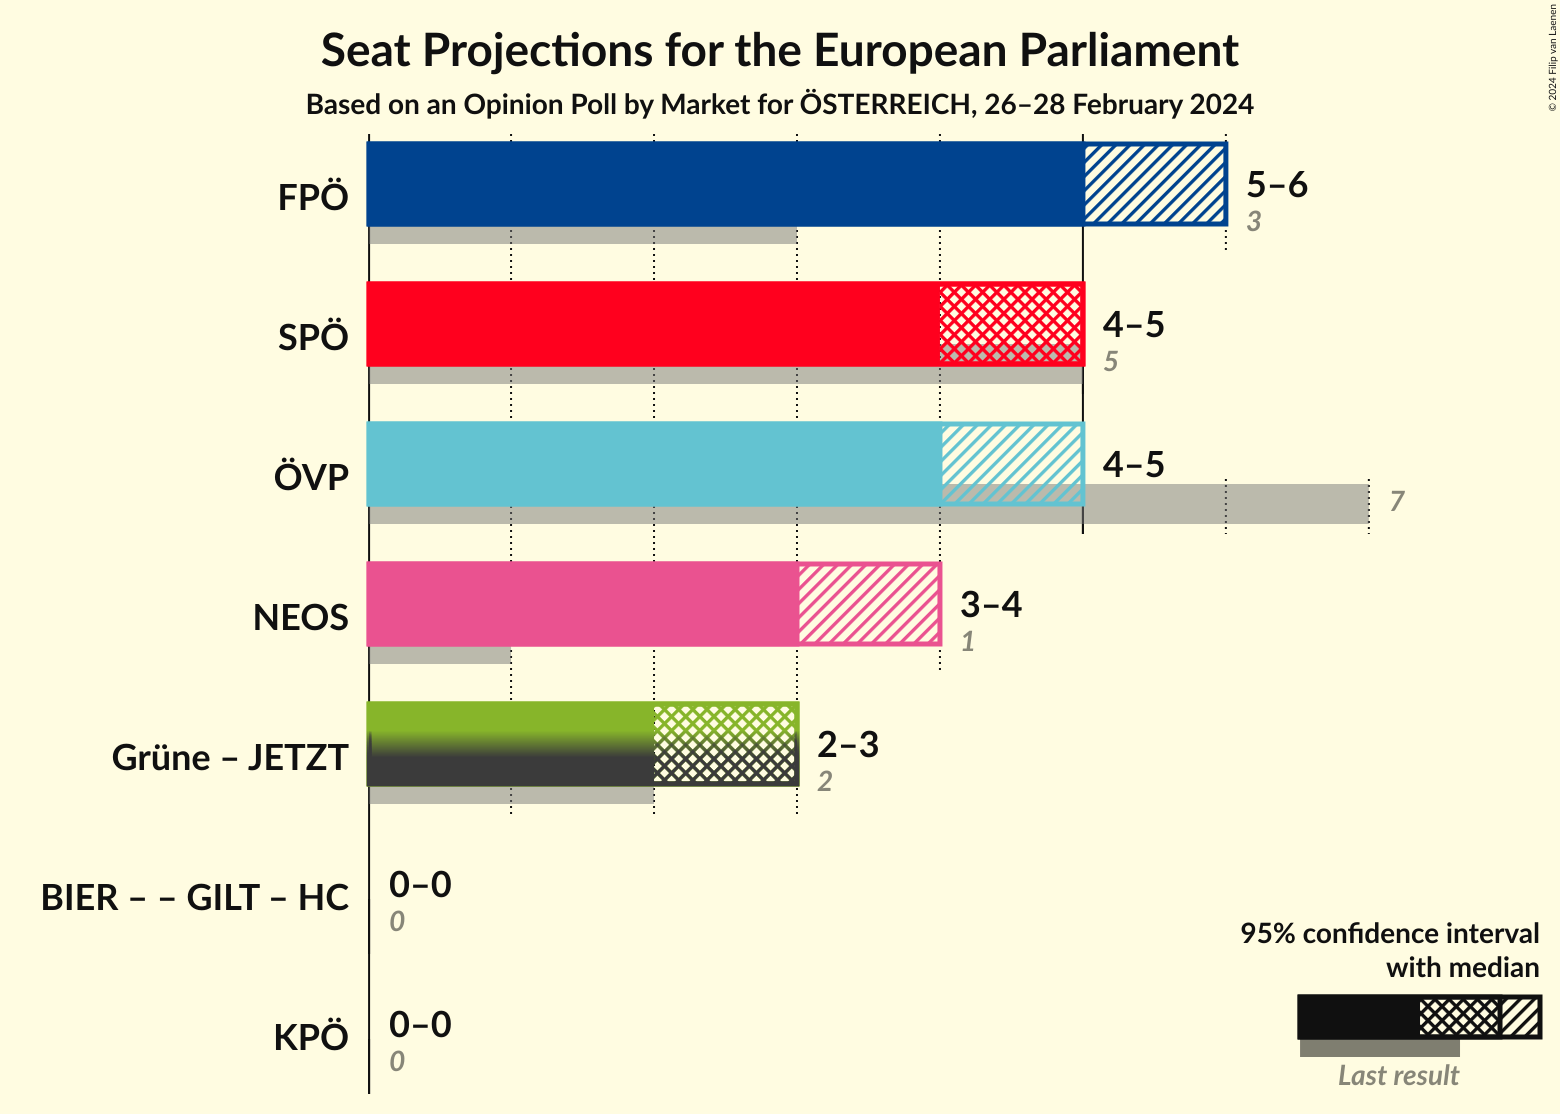 Seat Projections for the European Parliament
Based on an Opinion Poll by Market for ÖSTERREICH, 26–28 February 2024
© 2024 Filip van Laenen
FPÖ
5–6
3
SPÖ
4–5
5
ÖVP
4–5
7
NEOS
3–4
1
Grüne – JETZT
2–3
2
BIER – – GILT – HC
0–0
0
KPÖ
0–0
0
95% confidence interval
with median
Last result